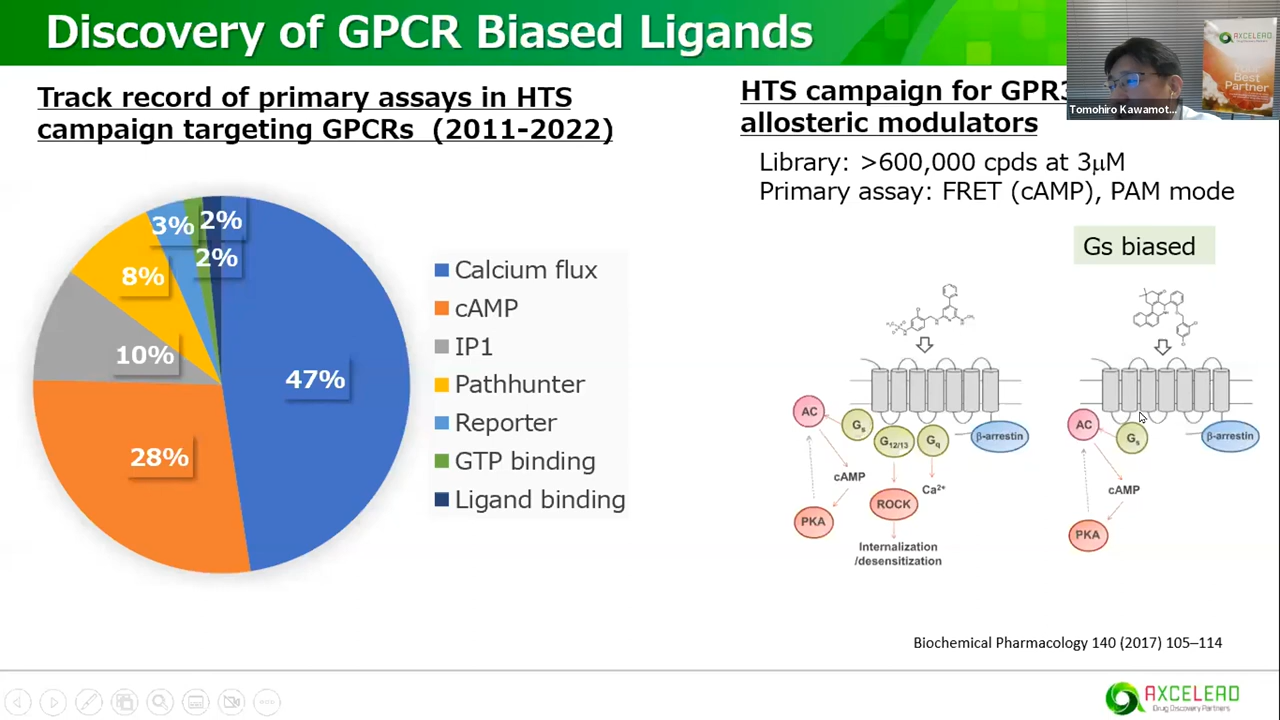 Discovery of GPCR Biased Ligands
Track record of primary assays in HTS
campaign targeting GPCRs (2011-2022)
47%
28%
10%
8%
3%
2%
2%
Calcium flux
cAMP
IP1
Pathhunter
Reporter
GTP binding
Ligand binding
HTS campaign for GPR3
allosteric modulators
Library: >600,000 cpds at 3μM
Primary assay: FRET (cAMP), PAM mode
Gs biased
AC
Gs
G12/13
Gq
β-arrestin
cAMP
Ca2+
PKA
ROCK
Internalization
/desensitization
AC
Gs
β-arrestin
cAMP
PKA
Biochemical Pharmacology 140 (2017) 105–114
AXCELEAD
Drug Discovery Partners
AXCELEAD
Best
Partner
Tomohiro Kawamot...